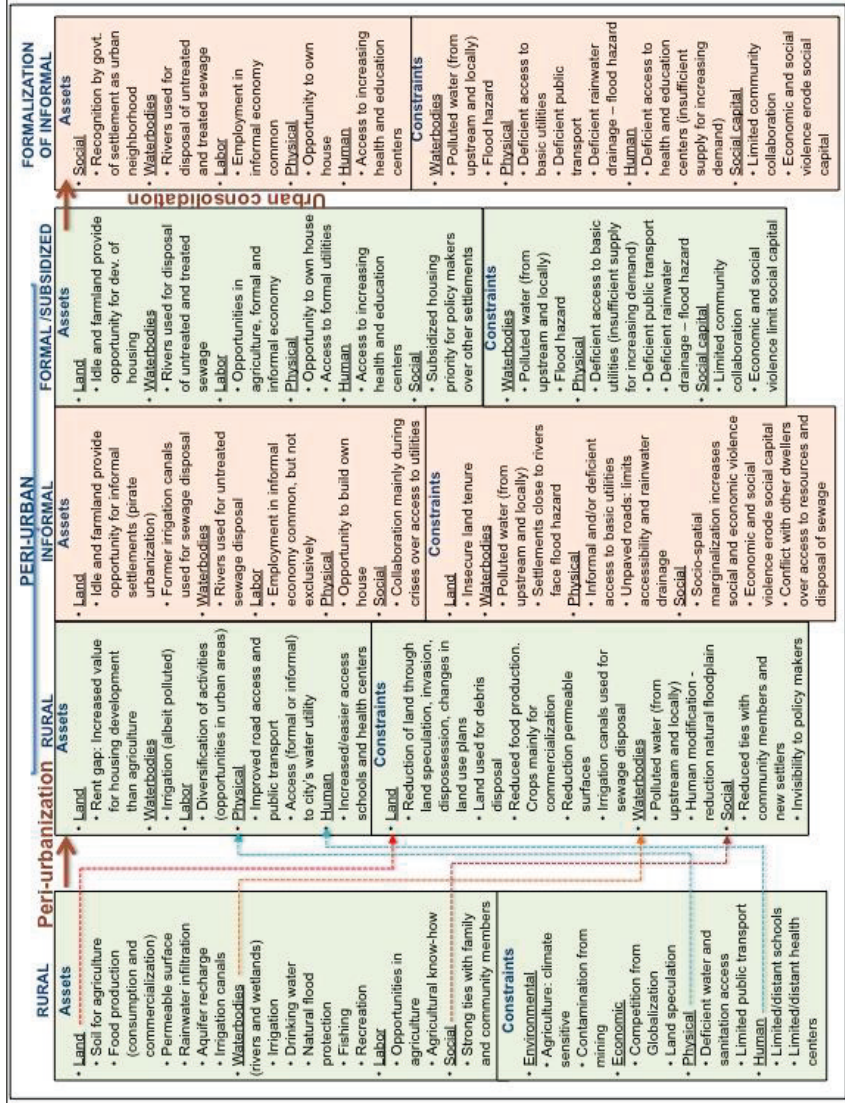 Peri-urbanization
PERI-URBAN
Urban consolidation
RURAL
Assets
• Land
• Soil for agriculture
• Food production
(consumption and
commercialization)
• Permeable surface
• Rainwater infiltration
• Aquifer recharge
• Irrigation canals
• Waterbodies
(rivers and wetlands)
• Irrigation
• Drinking water
• Natural flood
protection
• Fishing
• Recreation
• Labor
• Opportunities in
agriculture
• Agricultural know-how
• Social
• Strong ties with family
and community members
Constraints
• Environmental
• Agriculture: climate
sensitive
• Contamination from
mining
• Economic
• Competition from
Globalization
• Land speculation
• Physical
• Deficient water and
sanitation access
• Limited public transport
• Human
• Limited/distant schools
• Limited/distant health
centers
RURAL
Assets
• Land
• Rent gap: Increased value
for housing development
than agriculture
• Waterbodies
• Irrigation (albeit polluted)
• Labor
• Diversification of activities
(opportunities in urban areas)
• Physical
• Improved road access and
public transport
• Access (formal or informal)
to city's water utility
• Human
• Increased/easier access
schools and health centers
Constraints
• Land
• Reduction of land through
land speculation, invasion,
dispossession, changes in
land use plans
• Land used for debris
disposal
• Reduced food production.
Crops mainly for
commercialization
• Reduction permeable
surfaces
• Irrigation canals used for
sewage disposal
• Waterbodies
• Polluted water (from
upstream and locally)
• Human modification -
reduction natural floodplain
• Social
• Reduced ties with
community members and
new settlers
• Invisibility to policy makers
INFORMAL
Assets
• Land
• Idle and farmland provide
opportunity for informal
settlements (pirate
urbanization)
• Former irrigation canals
used for sewage disposal
• Waterbodies
• Rivers used for untreated
sewage disposal
• Labor
• Employment in informal
economy common, but not
exclusively
• Physical
• Opportunity to build own
house
• Social
• Collaboration mainly during
crises over access to utilities
Constraints
• Land
• Insecure land tenure
• Waterbodies
• Polluted water (from
upstream and locally)
• Settlements close to rivers
face flood hazard
• Physical
• Informal and/or deficient
access to basic utilities
• Unpaved roads: limits
accessibility and rainwater
drainage
• Social
• Socio-spatial
marginalization increases
social and economic violence
• Economic and social
violence erode social capital
• Conflict with other dwellers
over access to resources and
disposal of sewage
FORMAL /SUBSIDIZED
Assets
• Land
• Idle and farmland provide
opportunity for dev. of
housing
• Waterbodies
• Rivers used for disposal
of untreated and treated
sewage
• Labor
• Opportunities in
agriculture, formal and
informal economy
• Physical
• Opportunity to own house
• Access to formal utilities
• Human
• Access to increasing
health and education
centers
• Social
• Subsidized housing
priority for policy makers
over other settlements
Constraints
• Waterbodies
• Polluted water (from
upstream and locally)
• Flood hazard
• Physical
• Deficient access to basic
utilities (insufficient supply
for increasing demand)
• Deficient public transport
• Deficient rainwater
drainage – flood hazard
• Social capital
• Limited community
collaboration
• Economic and social
violence limit social capital
FORMALIZATION
OF INFORMAL
Assets
• Social
• Recognition by govt.
of settlement as urban
neighborhood
• Waterbodies
• Rivers used for
disposal of untreated
and treated sewage
• Labor
• Employment in
informal economy
common
• Physical
• Opportunity to own
house
• Human
• Access to increasing
health and education
centers
Constraints
• Waterbodies
• Polluted water (from
upstream and locally)
• Flood hazard
• Physical
• Deficient access to
basic utilities
• Deficient public
transport
• Deficient rainwater
drainage – flood hazard
• Human
• Deficient access to
health and education
centers (insufficient
supply for increasing
demand)
• Social capital
• Limited community
collaboration
• Economic and social
violence erode social
capital